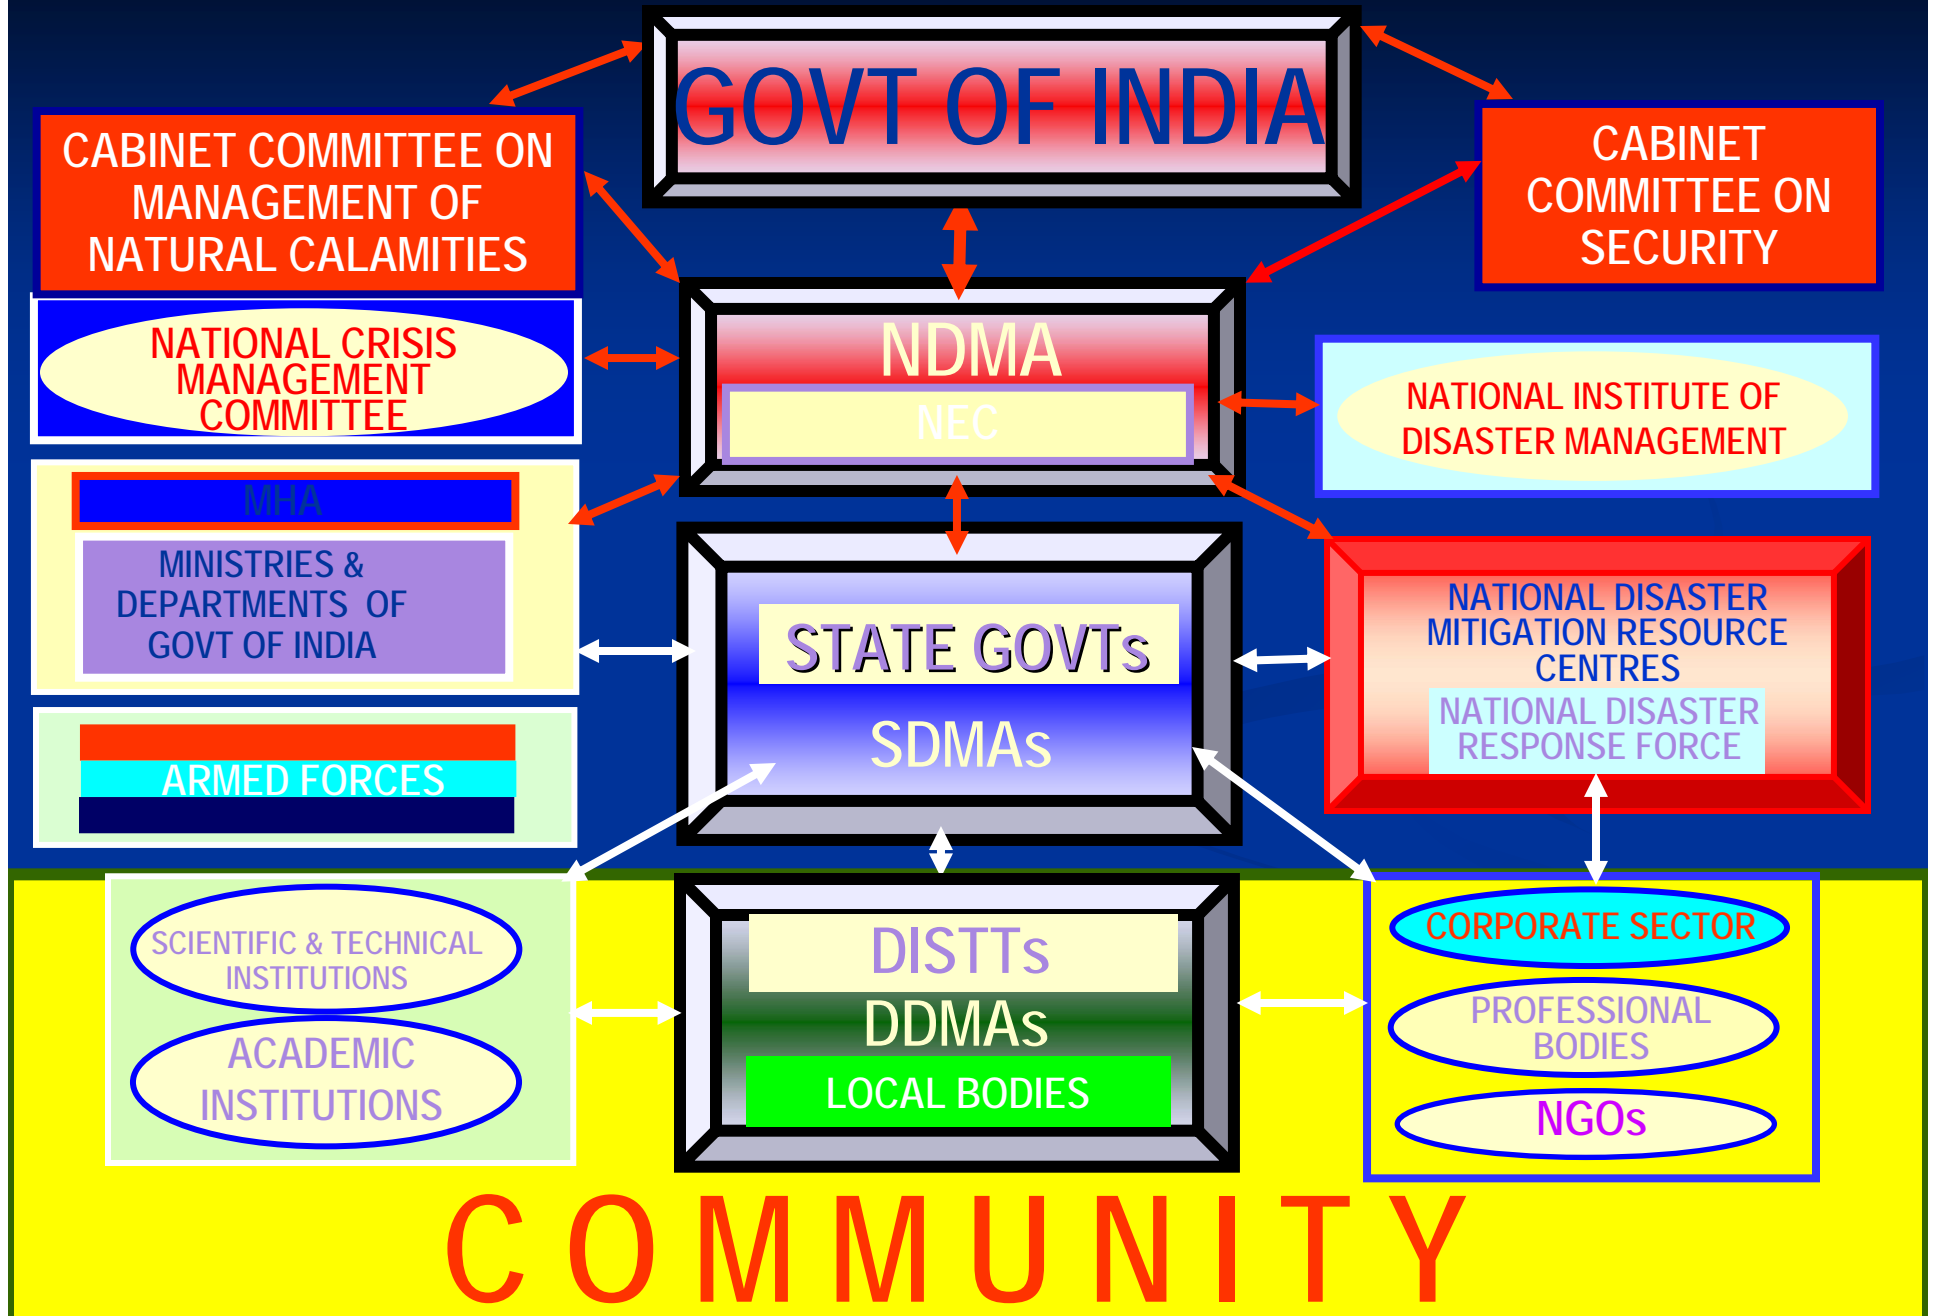 GOVT OF INDIA
CABINET COMMITTEE ON
MANAGEMENT OF
NATURAL CALAMITIES
CABINET
COMMITTEE ON
SECURITY
NATIONAL CRISIS
MANAGEMENT
COMMITTEE
NDMA
NEC
NATIONAL INSTITUTE OF
DISASTER MANAGEMENT
MHA
MINISTRIES &
DEPARTMENTS OF
GOVT OF INDIA
STATE GOVTs
SDMAs
NATIONAL DISASTER
MITIGATION RESOURCE
CENTRES
NATIONAL DISASTER
RESPONSE FORCE
ARMED FORCES
SCIENTIFIC & TECHNICAL
INSTITUTIONS
ACADEMIC
INSTITUTIONS
DISTTs
DDMAs
LOCAL BODIES
CORPORATE SECTOR
PROFESSIONAL
BODIES
NGOs
COMMUNITY